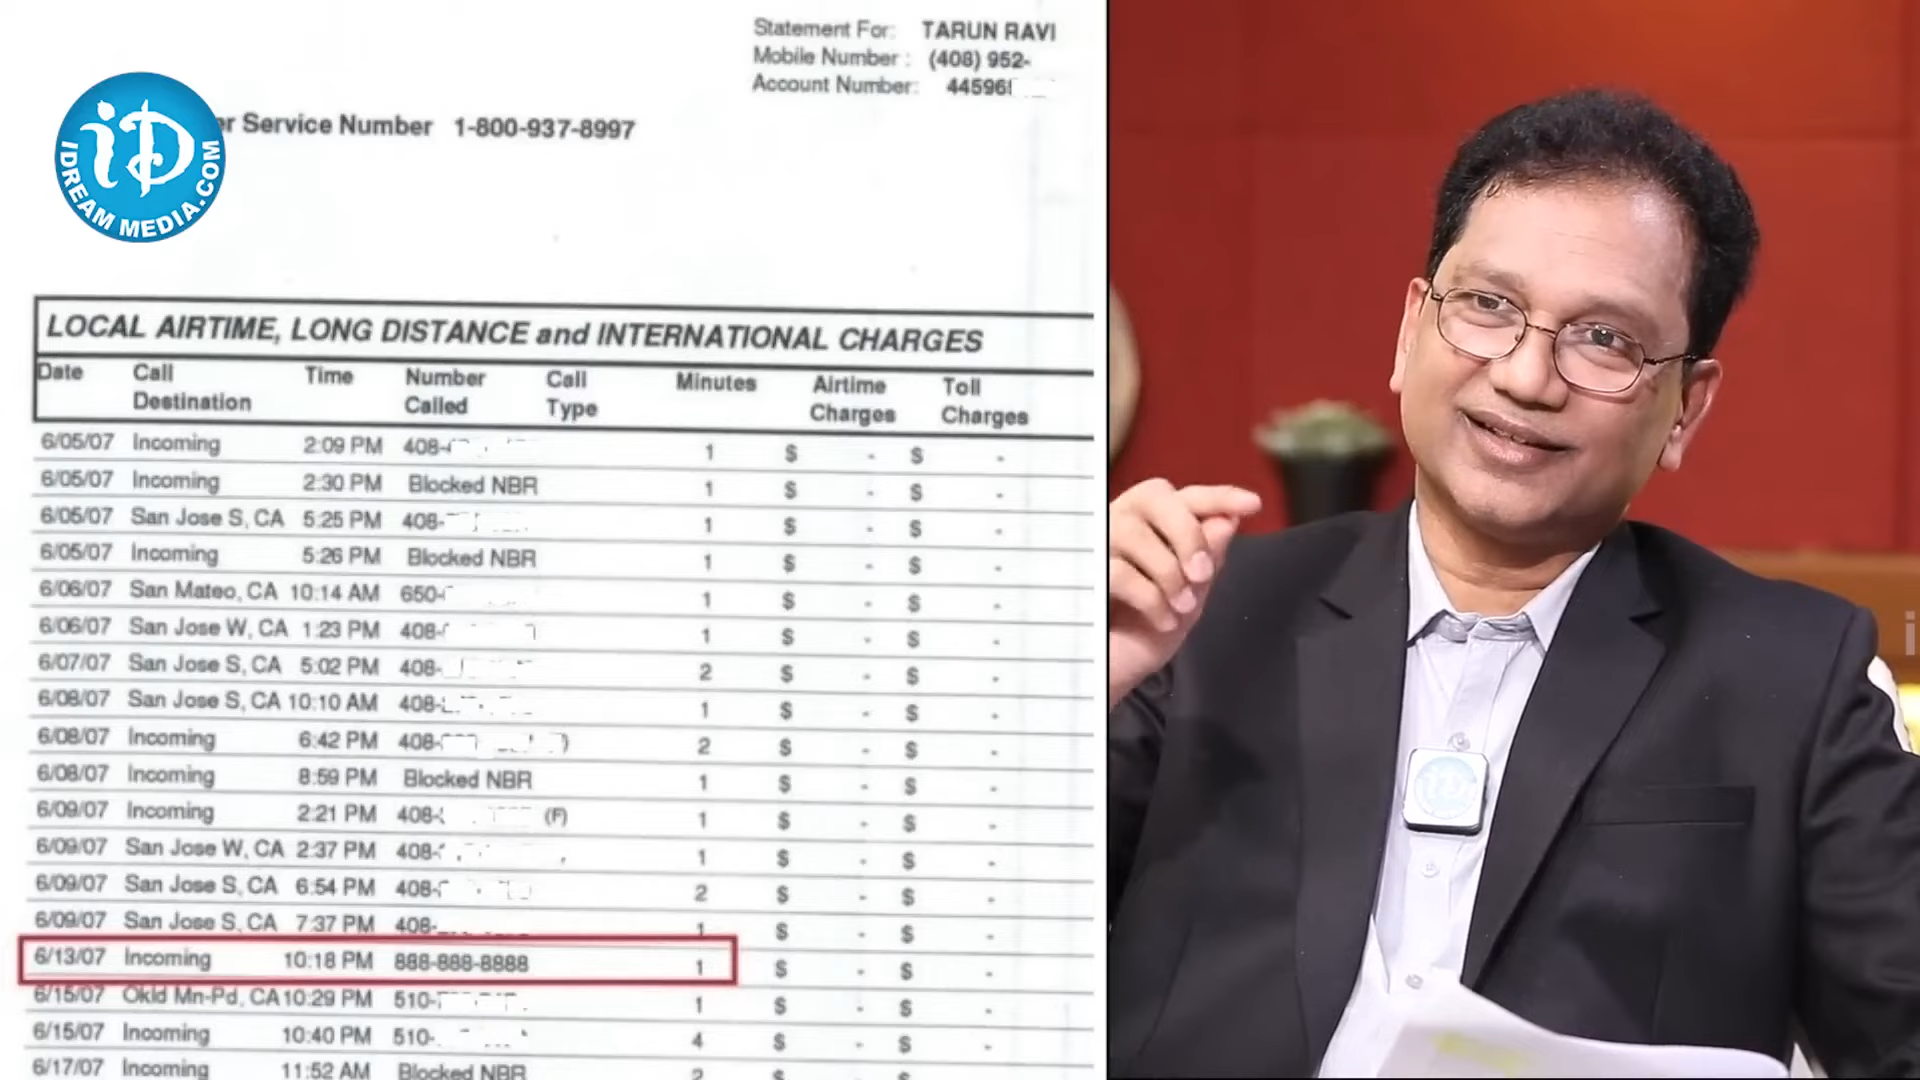 Statement For: TARUN RAVI
Mobile Number : (408) 952-
Account Number: 44596
iD
IDREAM MEDIA.COM
er Service Number 1-800-937-8997
LOCAL AIRTIME, LONG DISTANCE and INTERNATIONAL CHARGES
Date Call Destination Time Number Called Call Type Minutes Airtime Charges Toll Charges
6/05/07 Incoming 2:09 PM 408- 1 $ - $ -
6/05/07 Incoming 2:30 PM Blocked NBR 1 $ - $ -
6/05/07 San Jose S, CA 5:25 PM 408- 1 $ - $ -
6/05/07 Incoming 5:26 PM Blocked NBR 1 $ - $ -
6/06/07 San Mateo, CA 10:14 AM 650- 1 $ - $ -
6/06/07 San Jose W, CA 1:23 PM 408- 1 $ - $ -
6/07/07 San Jose S, CA 5:02 PM 408- 2 $ - $ -
6/08/07 San Jose S, CA 10:10 AM 408- 1 $ - $ -
6/08/07 Incoming 6:42 PM 408- ) 2 $ - $ -
6/08/07 Incoming 8:59 PM Blocked NBR 1 $ - $ -
6/09/07 Incoming 2:21 PM 408- (F) 1 $ - $ -
6/09/07 San Jose W, CA 2:37 PM 408- 1 $ - $ -
6/09/07 San Jose S, CA 6:54 PM 408- 2 $ - $ -
6/09/07 San Jose S, CA 7:37 PM 408- 1 $ - $ -
6/13/07 Incoming 10:18 PM 888-888-8888 1 $ - $ -
6/15/07 Okld Mn-Pd, CA 10:29 PM 510- 1 $ - $ -
6/15/07 Incoming 10:40 PM 510- 4 $ - $ -
6/17/07 Incoming 11:52 AM Blocked NBR 2 $ $
iD
i